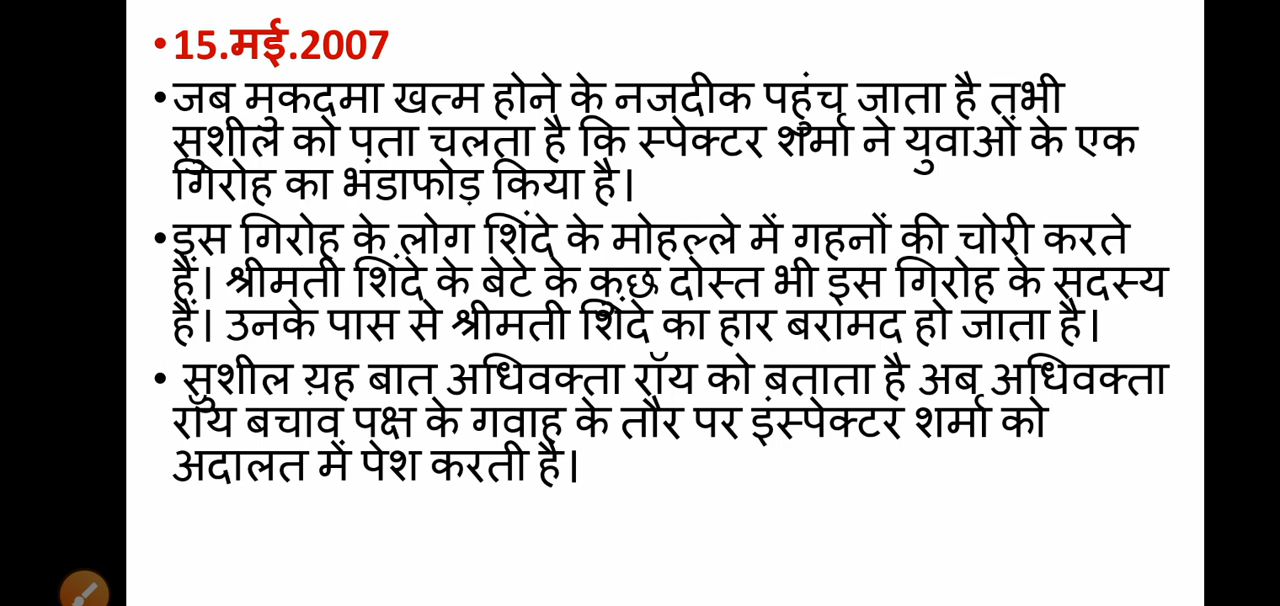 •15.मई.2007
•जब मुकदमा खत्म होने के नजदीक पहुंच जाता है तभी
सुशील को पता चलता है कि स्पेक्टर शर्मा ने युवाओं के एक
गिरोह का भंडाफोड़ किया है।
•इस गिरोह के लोग शिंदे के मोहल्ले में गहनों की चोरी करते
हैं। श्रीमती शिंदे के बेटे के कुछ दोस्त भी इस गिरोह के सदस्य
हैं। उनके पास से श्रीमती शिंदे का हार बरामद हो जाता है।
• सुशील यह बात अधिवक्ता रॉय को बताता है अब अधिवक्ता
रॉय बचाव पक्ष के गवाह के तौर पर इंस्पेक्टर शर्मा को
अदालत में पेश करती है।